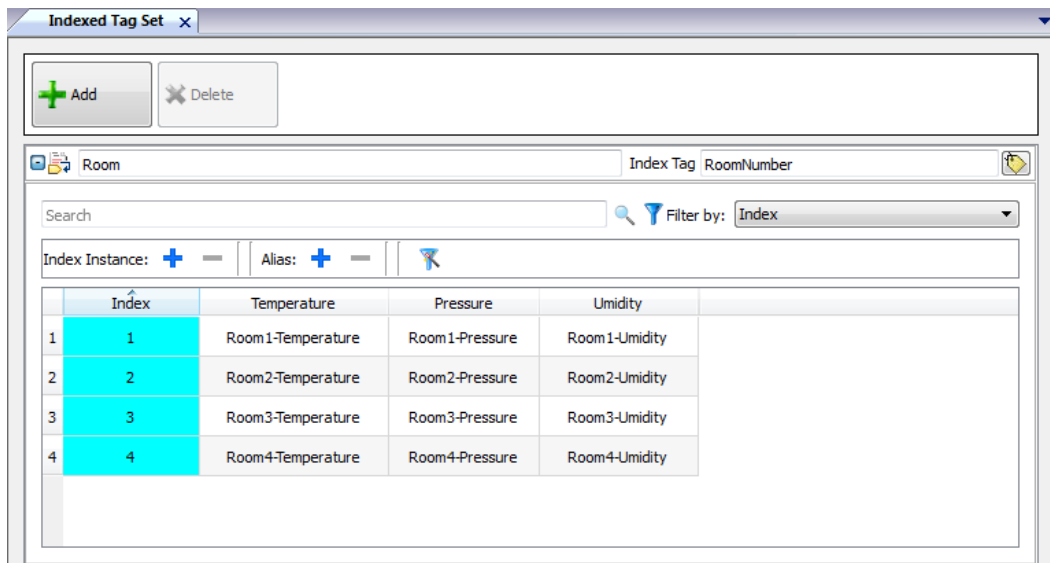 Indexed Tag Set
Add Delete
Room Index Tag RoomNumber
Search Filter by: Index
Index Instance: Alias:
Index Temperature Pressure Umidity
1 1 Room1-Temperature Room1-Pressure Room1-Umidity
2 2 Room2-Temperature Room2-Pressure Room2-Umidity
3 3 Room3-Temperature Room3-Pressure Room3-Umidity
4 4 Room4-Temperature Room4-Pressure Room4-Umidity